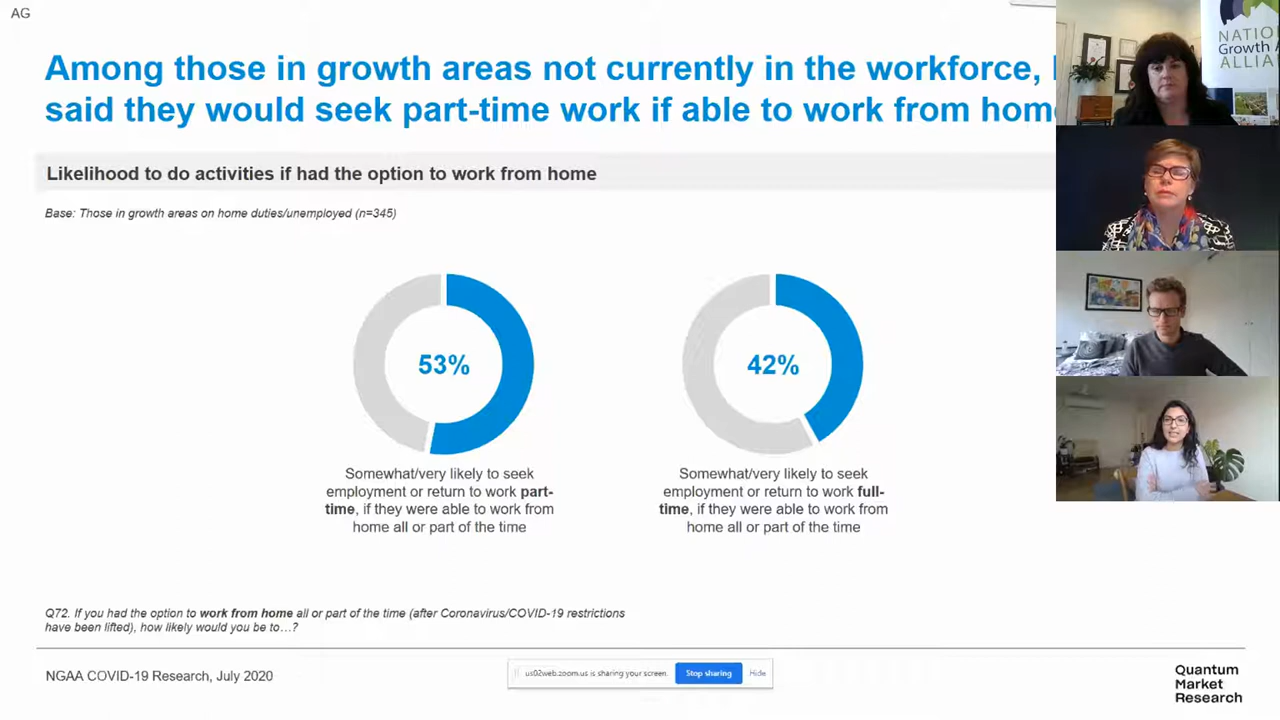 AG
Among those in growth areas not currently in the workforce,
said they would seek part-time work if able to work from home
Likelihood to do activities if had the option to work from home
Base: Those in growth areas on home duties/unemployed (n=345)
53%
Somewhat/very likely to seek
employment or return to work part-
time, if they were able to work from
home all or part of the time
42%
Somewhat/very likely to seek
employment or return to work full-
time, if they were able to work from
home all or part of the time
Q72. If you had the option to work from home all or part of the time (after Coronavirus/COVID-19 restrictions
have been lifted), how likely would you be to…?
NGAA COVID-19 Research, July 2020
us02web.zoom.us is sharing your screen.
Stop sharing
Hide
Quantum
Market
Research
NATIO
Growth A
ALLIA